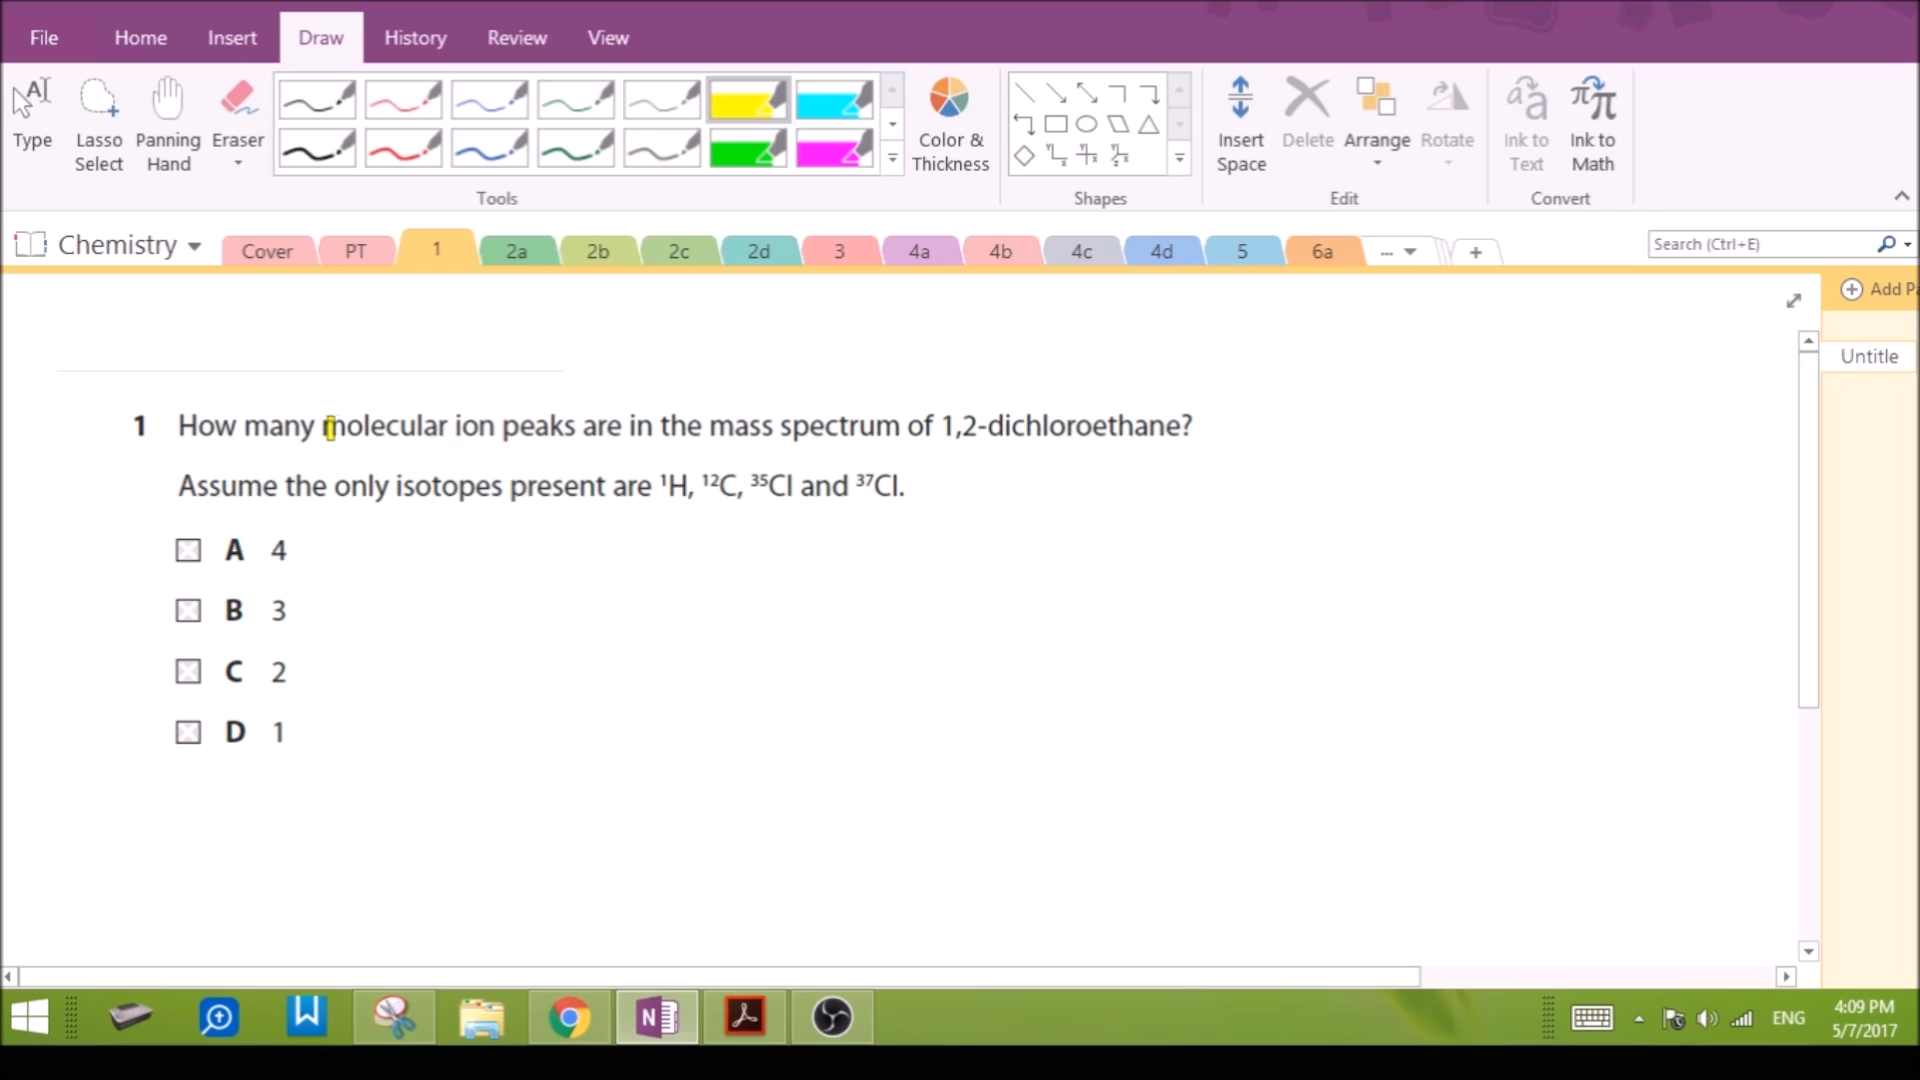 File Home Insert Draw History Review View
Type
Lasso Select
Panning Hand
Eraser
Color & Thickness
Insert Space
Delete
Arrange
Rotate
Ink to Text
Ink to Math
Tools Shapes Edit Convert
Chemistry Cover PT 1 2a 2b 2c 2d 3 4a 4b 4c 4d 5 6a ... + Search (Ctrl+E)
Add Pa
Untitle
1 How many molecular ion peaks are in the mass spectrum of 1,2-dichloroethane?
Assume the only isotopes present are ¹H, ¹²C, ³⁵Cl and ³⁷Cl.
A 4
B 3
C 2
D 1
ENG
4:09 PM
5/7/2017